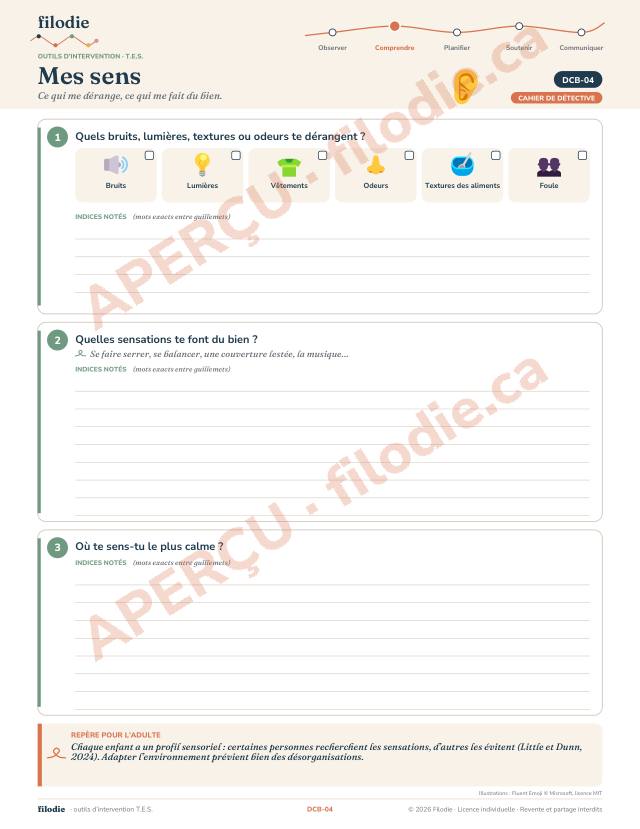 filodie
OUTILS D'INTERVENTION · T.E.S.
Mes sens
Ce qui me dérange, ce qui me fait du bien.
Observer
Comprendre
Planifier
Soutenir
Communiquer
DCB-04
CAHIER DE DÉTECTIVE
1 Quels bruits, lumières, textures ou odeurs te dérangent ?
Bruits
Lumières
Vêtements
Odeurs
Textures des aliments
Foule
INDICES NOTÉS (mots exacts entre guillemets)
APERÇU · filodie.ca
2 Quelles sensations te font du bien ?
Se faire serrer, se balancer, une couverture lestée, la musique...
INDICES NOTÉS (mots exacts entre guillemets)
APERÇU · filodie.ca
3 Où te sens-tu le plus calme ?
INDICES NOTÉS (mots exacts entre guillemets)
REPÈRE POUR L'ADULTE
Chaque enfant a un profil sensoriel : certaines personnes recherchent les sensations, d'autres les évitent (Little et Dunn,
2024). Adapter l'environnement prévient bien des désorganisations.
Illustrations : Fluent Emoji © Microsoft, licence MIT
filodie · outils d'intervention T.E.S.
DCB-04
© 2026 Filodie · Licence individuelle · Revente et partage interdits